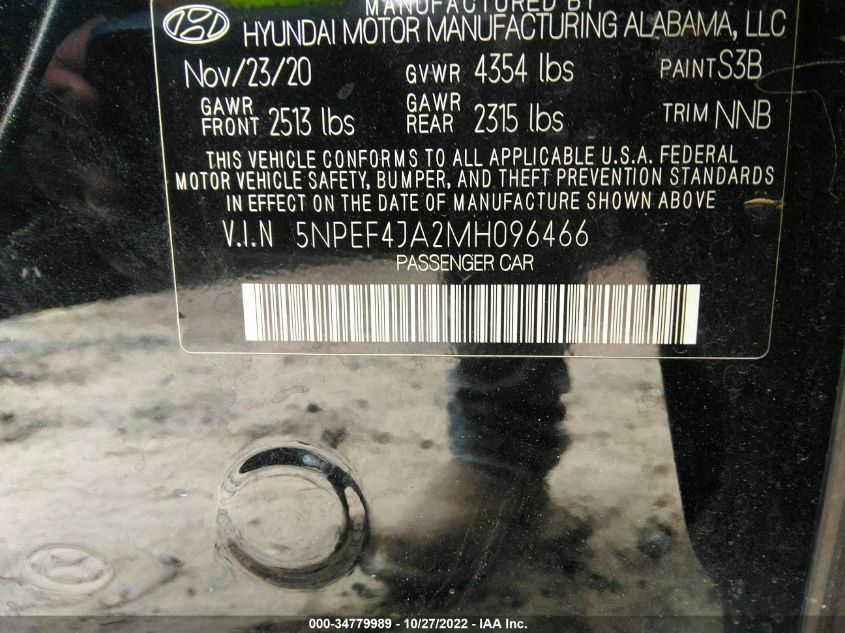 MANUFACTURED BY
HYUNDAI MOTOR MANUFACTURING ALABAMA, LLC
Nov/23/20 GVWR 4354 lbs PAINT S3B
GAWR FRONT 2513 lbs GAWR REAR 2315 lbs TRIM NNB
THIS VEHICLE CONFORMS TO ALL APPLICABLE U.S.A. FEDERAL
MOTOR VEHICLE SAFETY, BUMPER, AND THEFT PREVENTION STANDARDS
IN EFFECT ON THE DATE OF MANUFACTURE SHOWN ABOVE
V.I.N 5NPEF4JA2MH096466
PASSENGER CAR
000-34779989 - 10/27/2022 - IAA Inc.